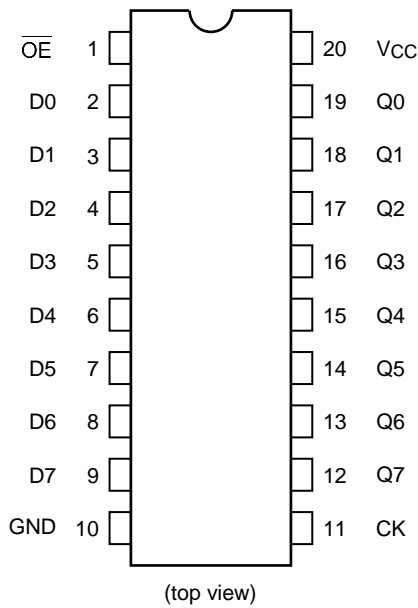 O̅E̅ 1 20 VCC
D0 2 19 Q0
D1 3 18 Q1
D2 4 17 Q2
D3 5 16 Q3
D4 6 15 Q4
D5 7 14 Q5
D6 8 13 Q6
D7 9 12 Q7
GND 10 11 CK
(top view)